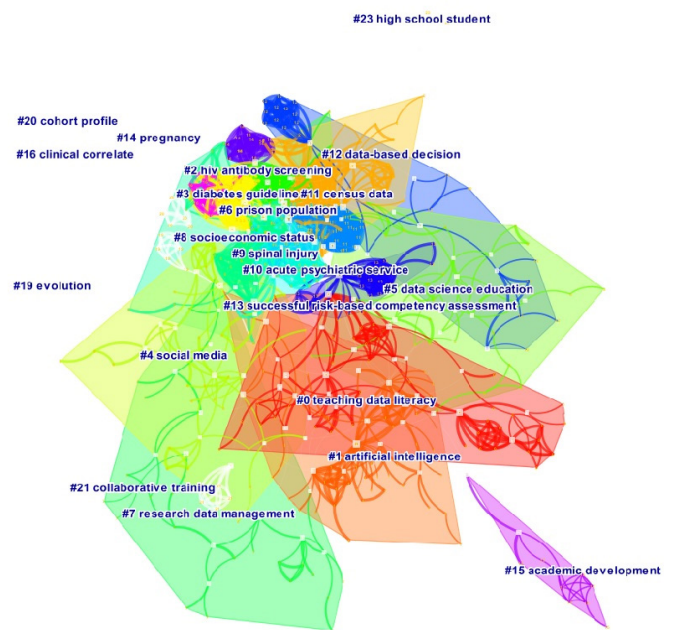 #23 high school student
#20 cohort profile
#14 pregnancy
#16 clinical correlate
#12 data-based decision
#2 hiv antibody screening
#3 diabetes guideline
#11 census data
#6 prison population
#8 socioeconomic status
#9 spinal injury
#10 acute psychiatric service
#19 evolution
#5 data science education
#13 successful risk-based competency assessment
#4 social media
#0 teaching data literacy
#1 artificial intelligence
#21 collaborative training
#7 research data management
#15 academic development